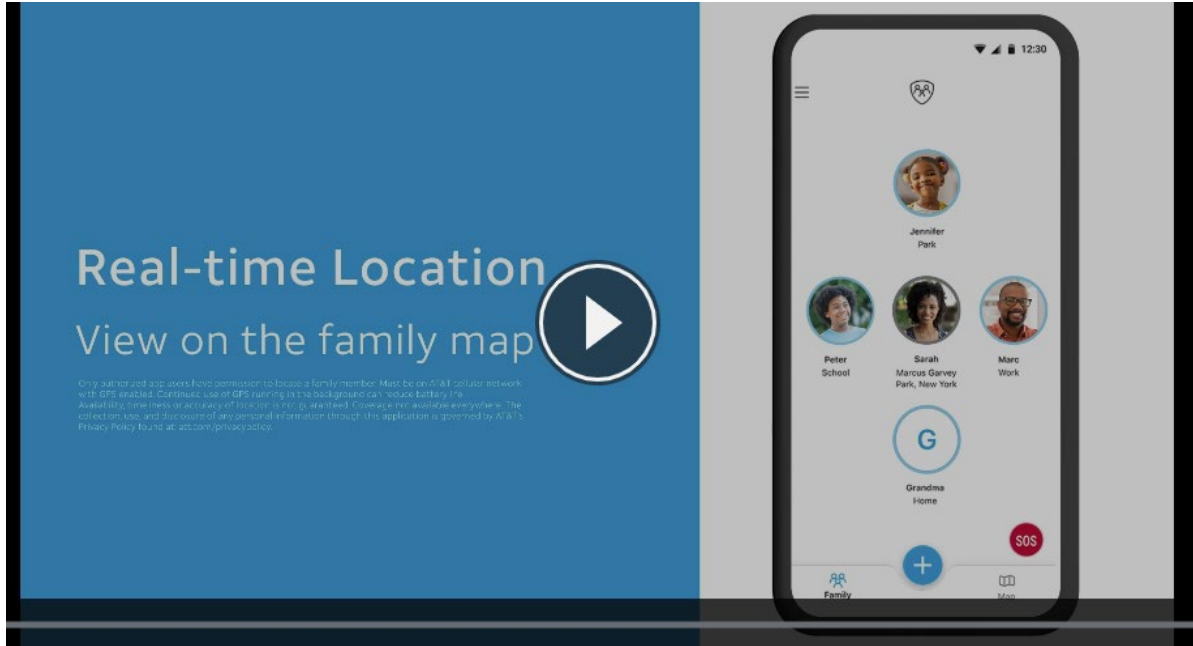 Real-time Location
View on the family map
Only authorized app users have permission to locate a family member. Must be on AT&T cellular network
with GPS enabled. Continued use of GPS running in the background can reduce battery life.
Availability, timeliness or accuracy of location is not guaranteed. Coverage not available everywhere. The
collection, use, and disclosure of any personal information through this application is governed by AT&T's
Privacy Policy found at: att.com/privacypolicy.
12:30
Jennifer
Park
Peter
School
Sarah
Marcus Garvey
Park, New York
Marc
Work
G
Grandma
Home
SOS
Family
Map